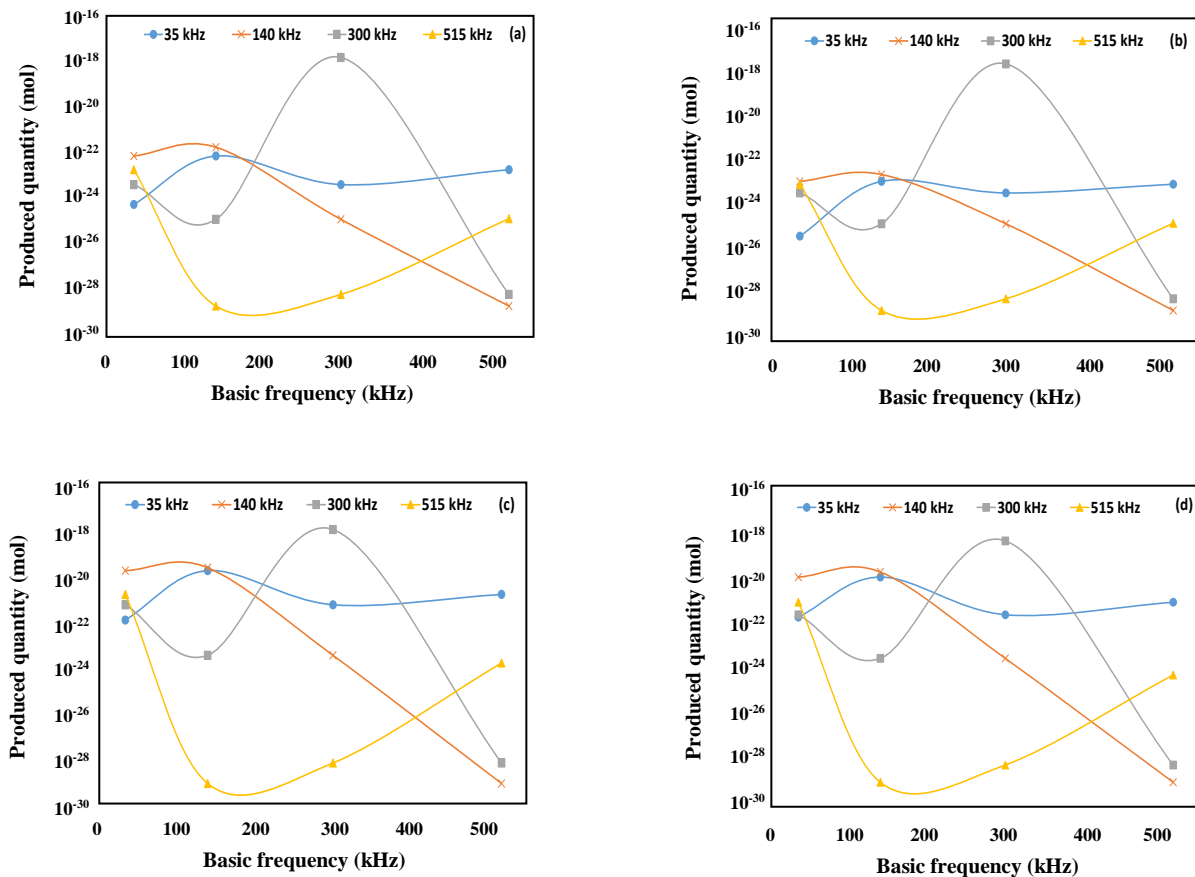 35 kHz 140 kHz 300 kHz 515 kHz (a)
Produced quantity (mol)
10-16
10-18
10-20
10-22
10-24
10-26
10-28
10-30
0 100 200 300 400 500
Basic frequency (kHz)
35 kHz 140 kHz 300 kHz 515 kHz (b)
Produced quantity (mol)
10-16
10-18
10-20
10-22
10-24
10-26
10-28
10-30
0 100 200 300 400 500
Basic frequency (kHz)
35 kHz 140 kHz 300 kHz 515 kHz (c)
Produced quantity (mol)
10-16
10-18
10-20
10-22
10-24
10-26
10-28
10-30
0 100 200 300 400 500
Basic frequency (kHz)
35 kHz 140 kHz 300 kHz 515 kHz (d)
Produced quantity (mol)
10-16
10-18
10-20
10-22
10-24
10-26
10-28
10-30
0 100 200 300 400 500
Basic frequency (kHz)